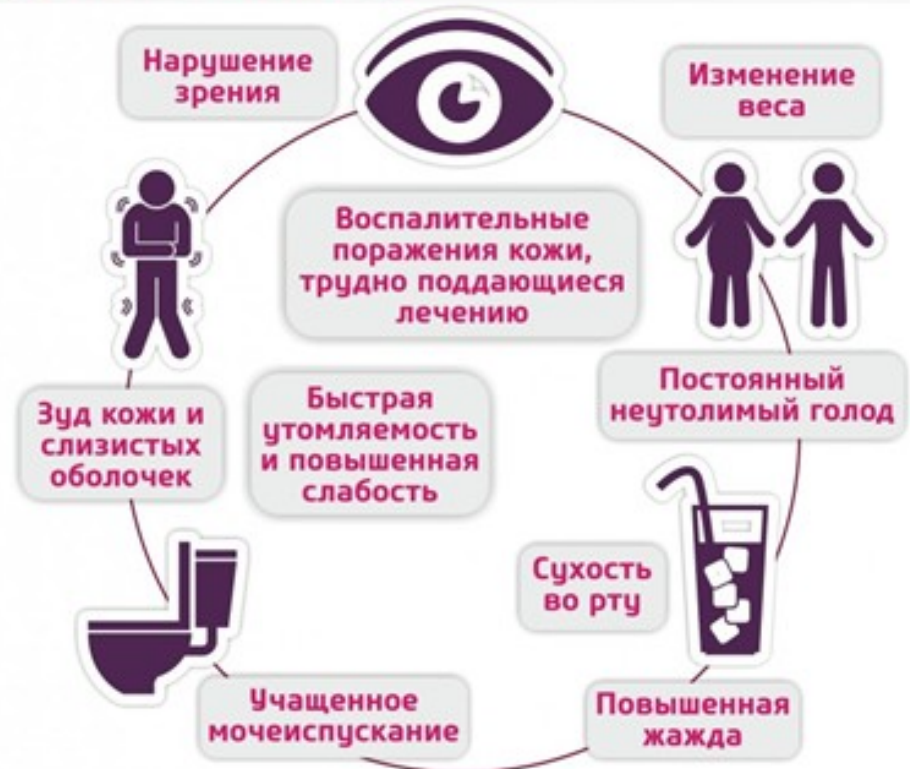 Нарушение
зрения
Изменение
веса
Воспалительные
поражения кожи,
трудно поддающиеся
лечению
Постоянный
неутолимый голод
Зуд кожи и
слизистых
оболочек
Быстрая
утомляемость
и повышенная
слабость
Сухость
во рту
Учащенное
мочеиспускание
Повышенная
жажда